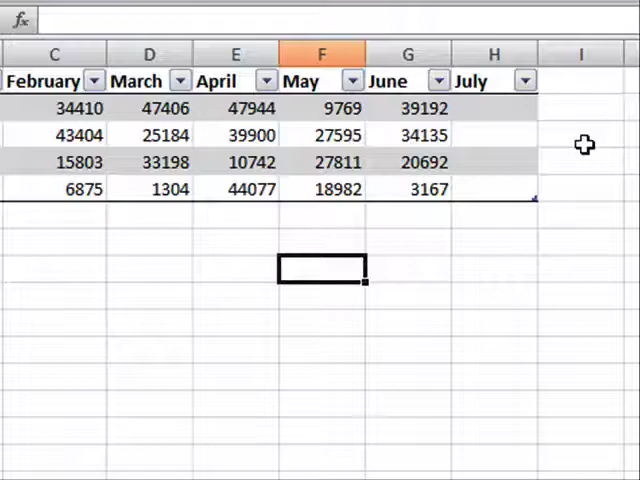 fx
C D E F G H I
February March April May June July
34410 47406 47944 9769 39192
43404 25184 39900 27595 34135
15803 33198 10742 27811 20692
6875 1304 44077 18982 3167